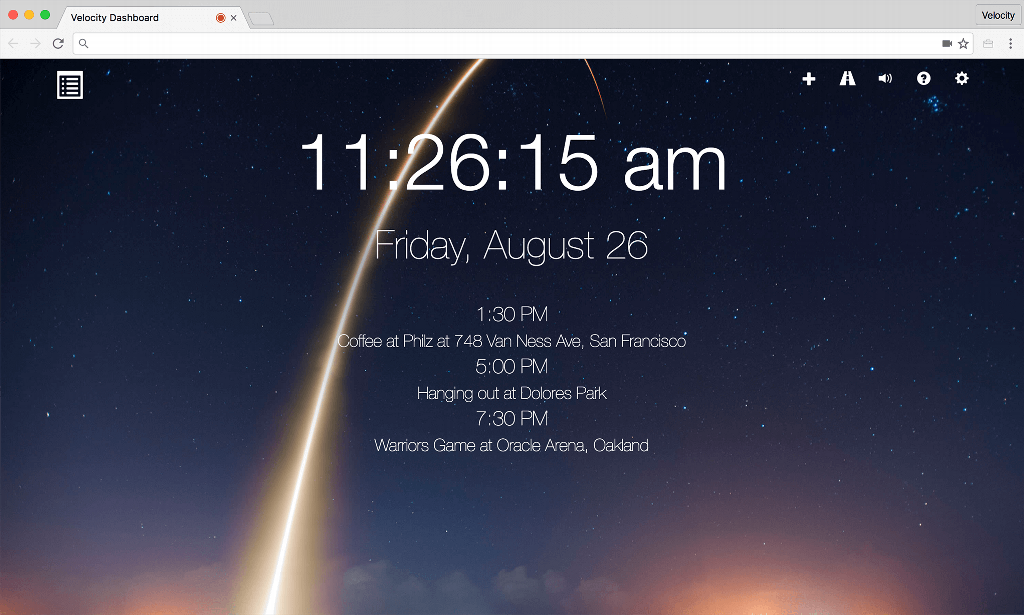 Velocity Dashboard
Velocity
11:26:15 am
Friday, August 26
1:30 PM
Coffee at Philz at 748 Van Ness Ave, San Francisco
5:00 PM
Hanging out at Dolores Park
7:30 PM
Warriors Game at Oracle Arena, Oakland